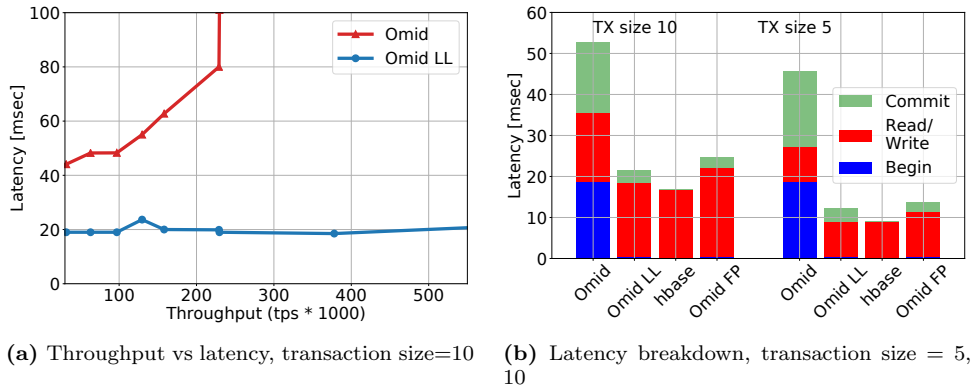 100
80
60
40
20
0
Latency [msec]
100
200
300
400
500
Throughput (tps * 1000)
Omid
Omid LL
(a) Throughput vs latency, transaction size=10
60
50
40
30
20
10
0
Latency [msec]
TX size 10
TX size 5
Commit
Read/
Write
Begin
Omid
Omid LL
hbase
Omid FP
Omid
Omid LL
hbase
Omid FP
(b) Latency breakdown, transaction size = 5,
10